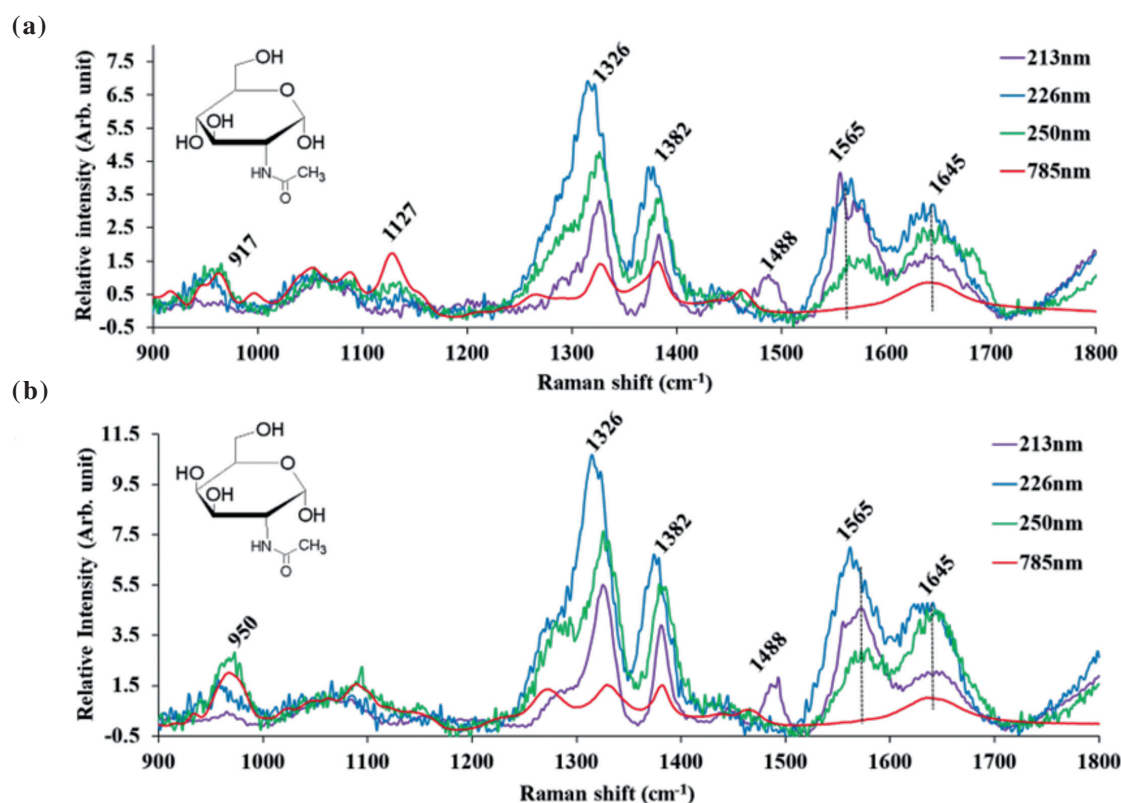 (a)
Relative intensity (Arb. unit)
7.5
6.5
5.5
4.5
3.5
2.5
1.5
0.5
-0.5
OH
O
HO
OH
OH
HN
CH3
O
917
1127
1326
1382
1488
1565
1645
213nm
226nm
250nm
785nm
900 1000 1100 1200 1300 1400 1500 1600 1700 1800
Raman shift (cm-1)
(b)
Relative Intensity (Arb. unit)
11.5
9.5
7.5
5.5
3.5
1.5
-0.5
OH
HO
O
OH
OH
HN
CH3
O
950
1326
1382
1488
1565
1645
213nm
226nm
250nm
785nm
900 1000 1100 1200 1300 1400 1500 1600 1700 1800
Raman shift (cm-1)